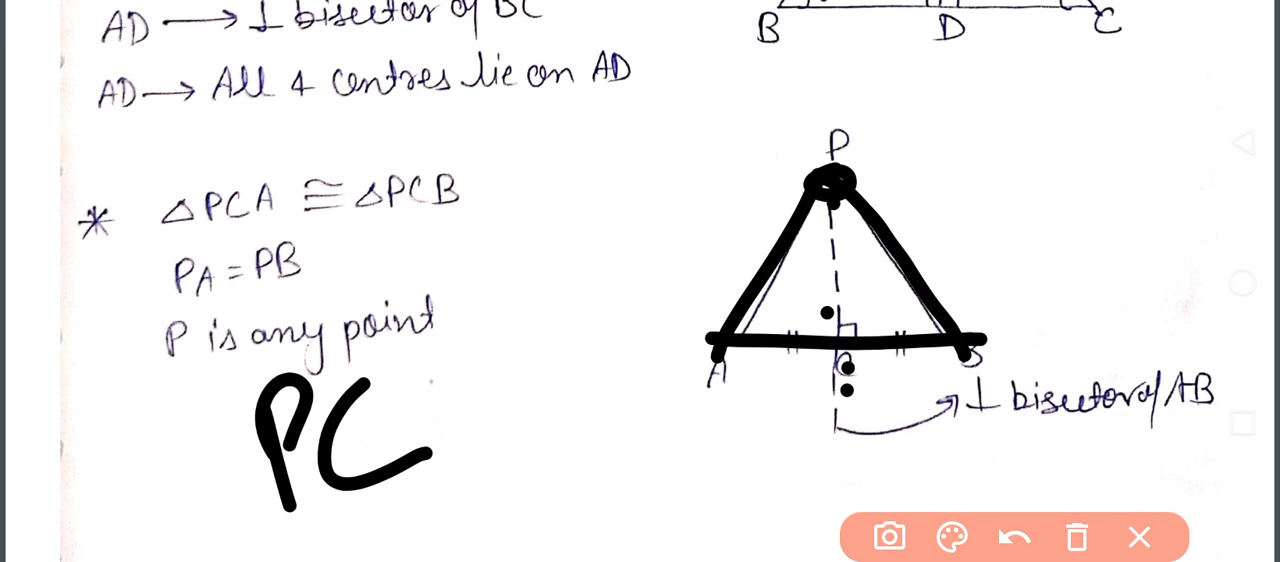 AD → ⊥ bisector of BC
AD → All 4 centres lie on AD
B D C
* △PCA ≅ △PCB
PA = PB
P is any point
PC
P
A C B
→ ⊥ bisector of AB